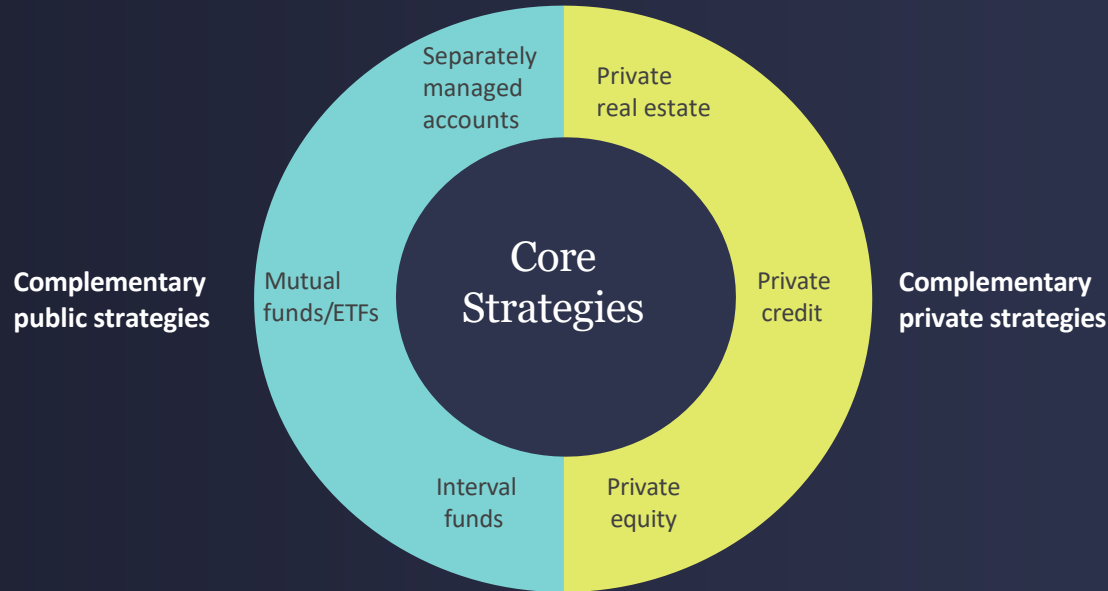 Separately
managed
accounts
Private
real estate
Complementary
public strategies
Mutual
funds/ETFs
Core
Strategies
Private
credit
Complementary
private strategies
Interval
funds
Private
equity